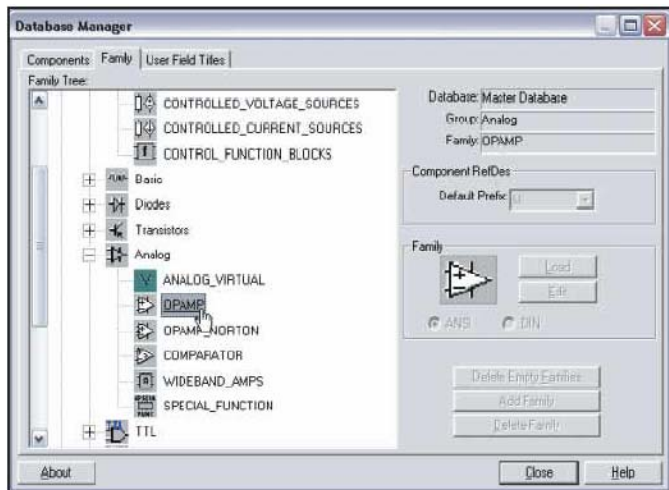 Database Manager
Components Family User Field Titles
Family Tree:
CONTROLLED_VOLTAGE_SOURCES
CONTROLLED_CURRENT_SOURCES
CONTROL_FUNCTION_BLOCKS
Basic
Diodes
Transistors
Analog
ANALOG_VIRTUAL
OPAMP
OPAMP_NORTON
COMPARATOR
WIDEBAND_AMPS
SPECIAL_FUNCTION
TTL
Database: Master Database
Group: Analog
Family: OPAMP
Component RefDes
Default Prefix: U
Family
Load
Edit
ANSI DIN
Delete Empty Families
Add Family
Delete Family
About
Close
Help